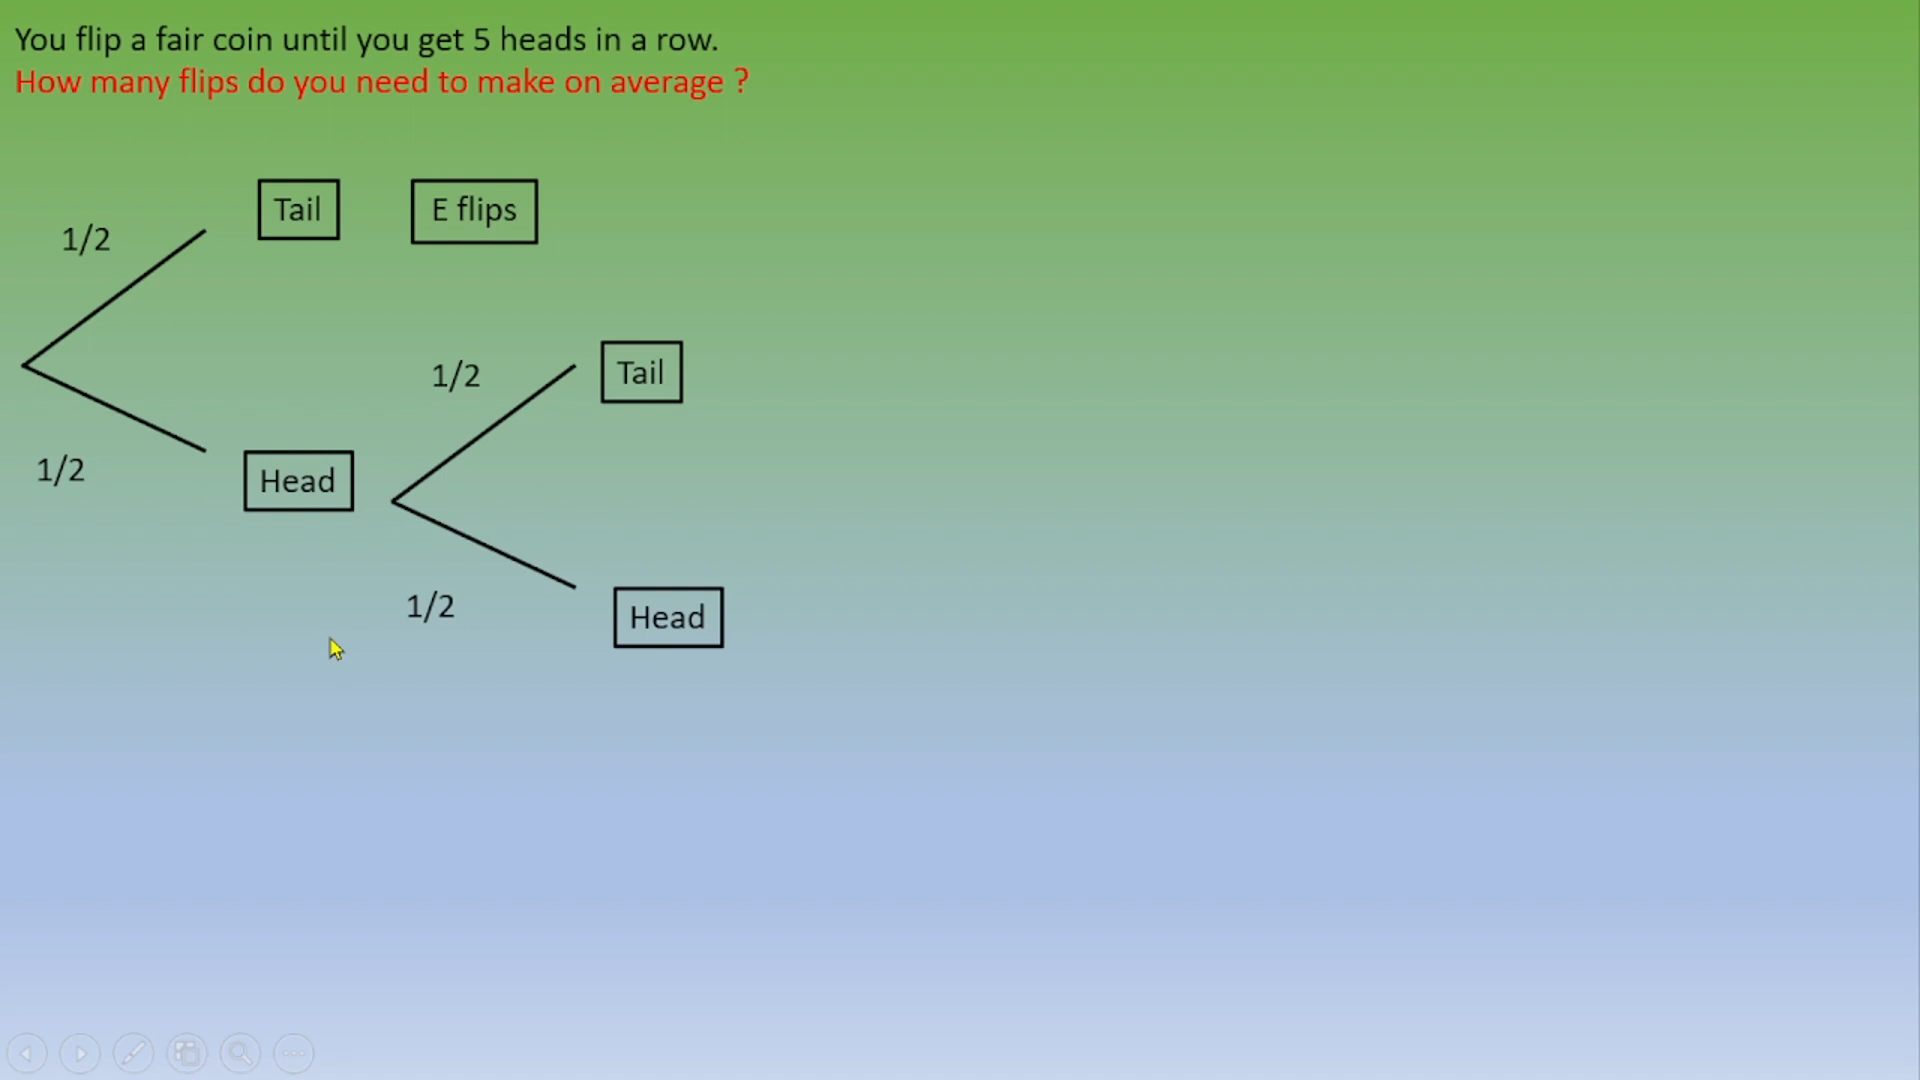 You flip a fair coin until you get 5 heads in a row.
How many flips do you need to make on average ?
Tail
E flips
1/2
1/2
Tail
1/2
Head
1/2
Head